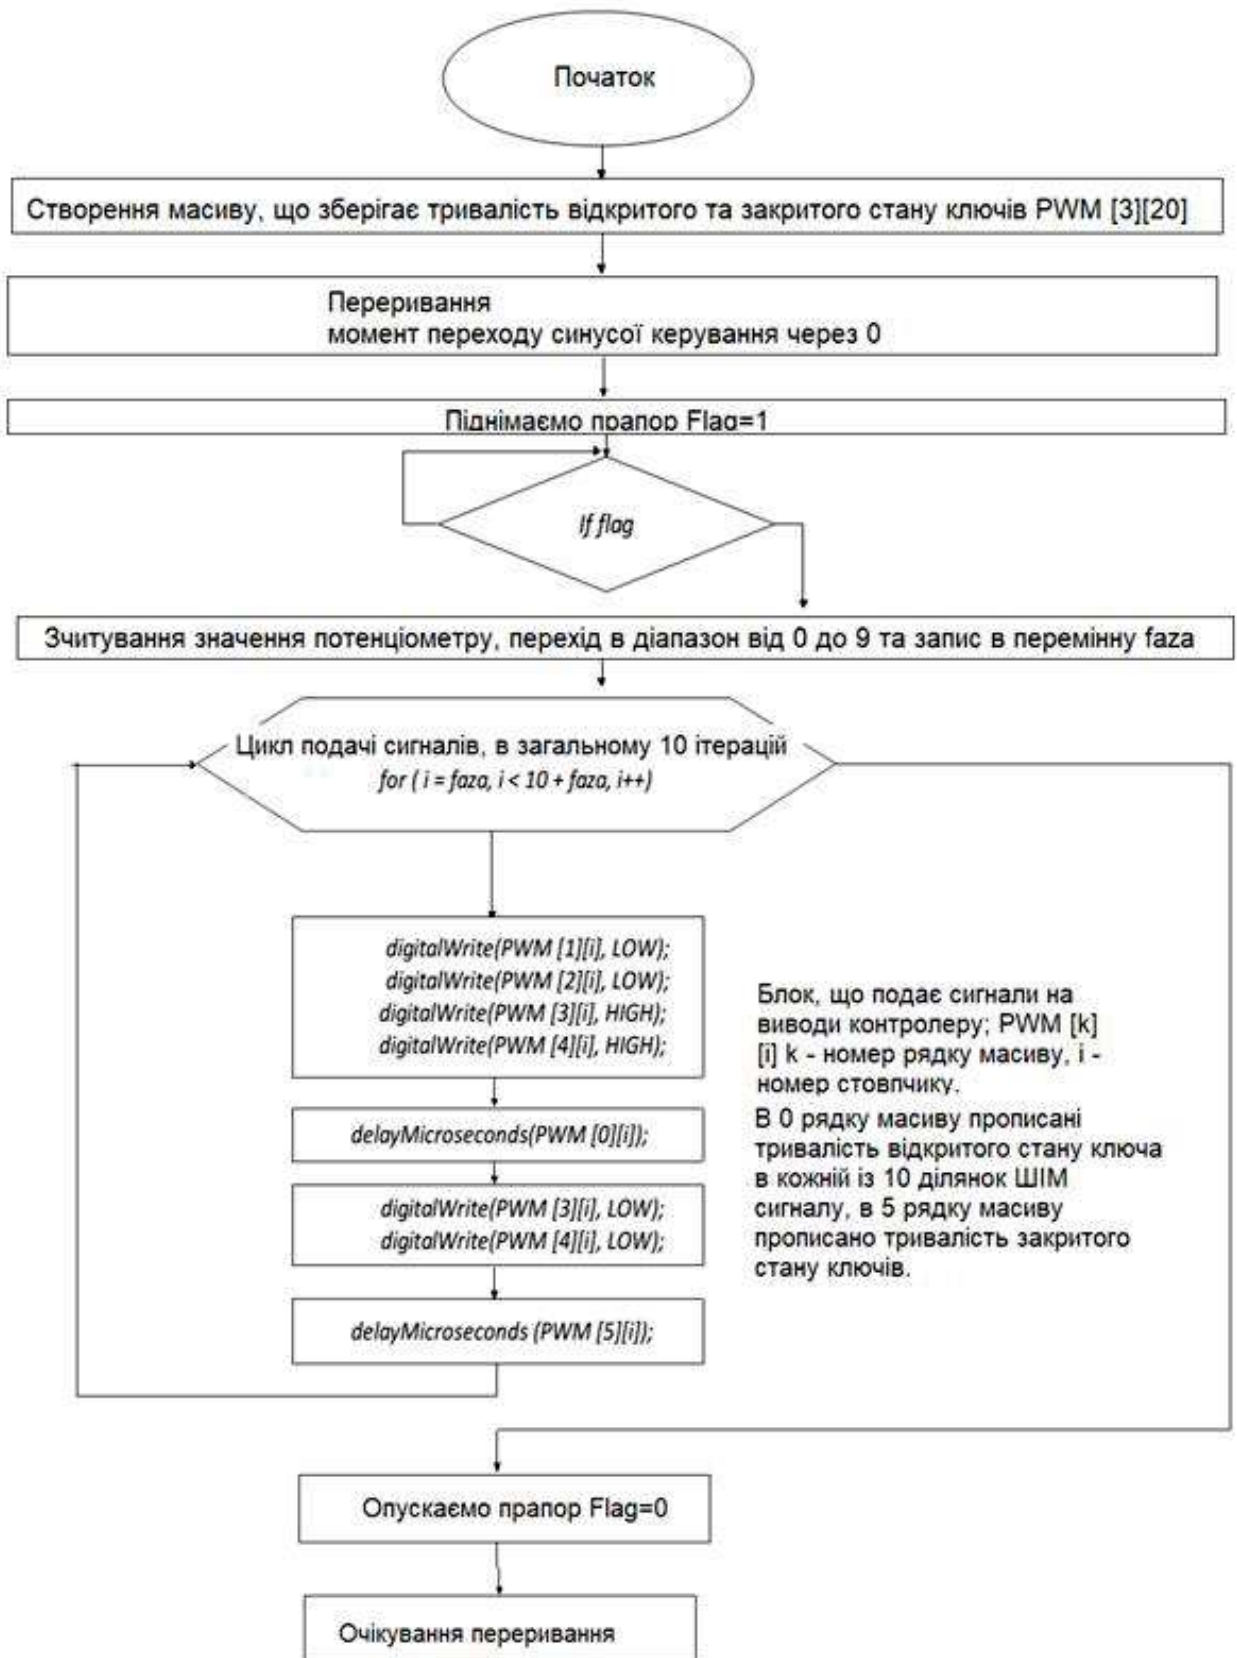 Початок
Створення масиву, що зберігає тривалість відкритого та закритого стану ключів PWM [3][20]
Переривання
момент переходу синусої керування через 0
Піднімаємо прапор Flag=1
If flag
Зчитування значення потенціометру, перехід в діапазон від 0 до 9 та запис в перемінну faza
Цикл подачі сигналів, в загальному 10 ітерацій
for ( i = faza, i < 10 + faza, i++)
digitalWrite(PWM [1][i], LOW);
digitalWrite(PWM [2][i], LOW);
digitalWrite(PWM [3][i], HIGH);
digitalWrite(PWM [4][i], HIGH);
delayMicroseconds(PWM [0][i]);
digitalWrite(PWM [3][i], LOW);
digitalWrite(PWM [4][i], LOW);
delayMicroseconds (PWM [5][i]);
Блок, що подає сигнали на
виводи контролеру; PWM [k]
[i] k - номер рядку масиву, i -
номер стовпчику.
В 0 рядку масиву прописані
тривалість відкритого стану ключа
в кожній із 10 ділянок ШІМ
сигналу, в 5 рядку масиву
прописано тривалість закритого
стану ключів.
Опускаємо прапор Flag=0
Очікування переривання